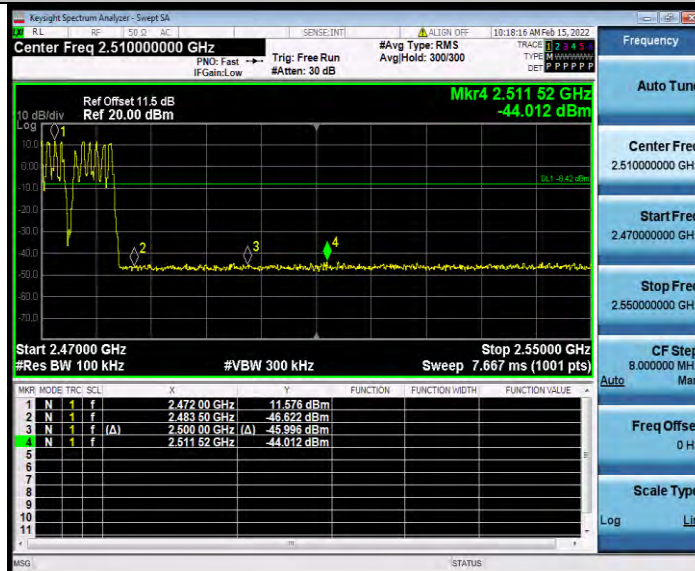 Keysight Spectrum Analyzer - Swept SA
RL RF 50 Ω AC SENSE:INT ALIGN OFF 10:18:16 AM Feb 15, 2022
Center Freq 2.510000000 GHz
PNO: Fast
IFGain:Low
Trig: Free Run
#Atten: 30 dB
#Avg Type: RMS
Avg|Hold: 300/300
TRACE 1 2 3 4 5 6
TYPE M
DET P P P P P P
Ref Offset 11.5 dB
Ref 20.00 dBm
10 dB/div
Log
Mkr4 2.511 52 GHz
-44.012 dBm
10.0
0.00
-10.0
-20.0
-30.0
-40.0
-50.0
-60.0
-70.0
1
2
3
4
DL1 -8.42 dBm
Start 2.47000 GHz
#Res BW 100 kHz
#VBW 300 kHz
Stop 2.55000 GHz
Sweep 7.667 ms (1001 pts)
MKR MODE TRC SCL X Y FUNCTION FUNCTION WIDTH FUNCTION VALUE
1 N 1 f 2.472 00 GHz 11.576 dBm
2 N 1 f 2.483 50 GHz -46.622 dBm
3 N 1 f (Δ) 2.500 00 GHz (Δ) -45.996 dBm
4 N 1 f 2.511 52 GHz -44.012 dBm
5
6
7
8
9
10
11
MSG STATUS
Frequency
Auto Tune
Center Freq
2.510000000 GH
Start Freq
2.470000000 GH
Stop Freq
2.550000000 GH
CF Step
8.000000 MH
Auto Man
Freq Offse
0 H
Scale Type
Log Lin